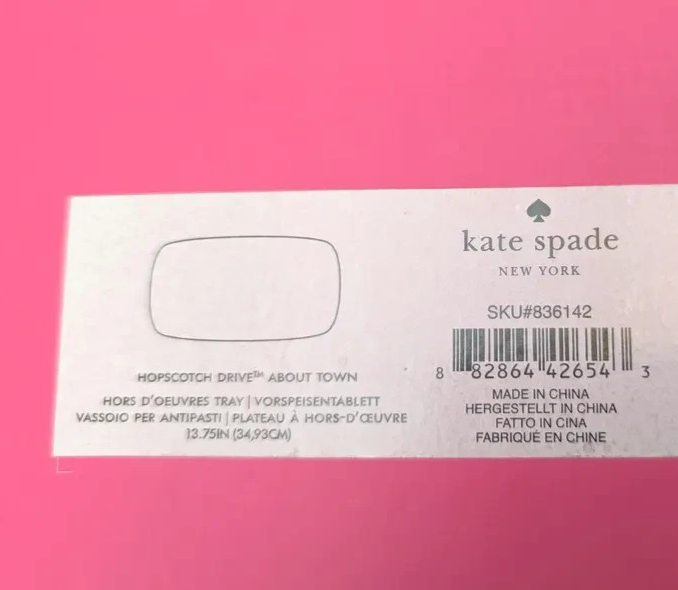 HOPSCOTCH DRIVE™ ABOUT TOWN
HORS D'OEUVRES TRAY | VORSPEISENTABLETT
VASSOIO PER ANTIPASTI | PLATEAU À HORS-D'ŒUVRE
13.75IN (34,93CM)
kate spade
NEW YORK
SKU#836142
8 82864 42654 3
MADE IN CHINA
HERGESTELLT IN CHINA
FATTO IN CINA
FABRIQUÉ EN CHINE